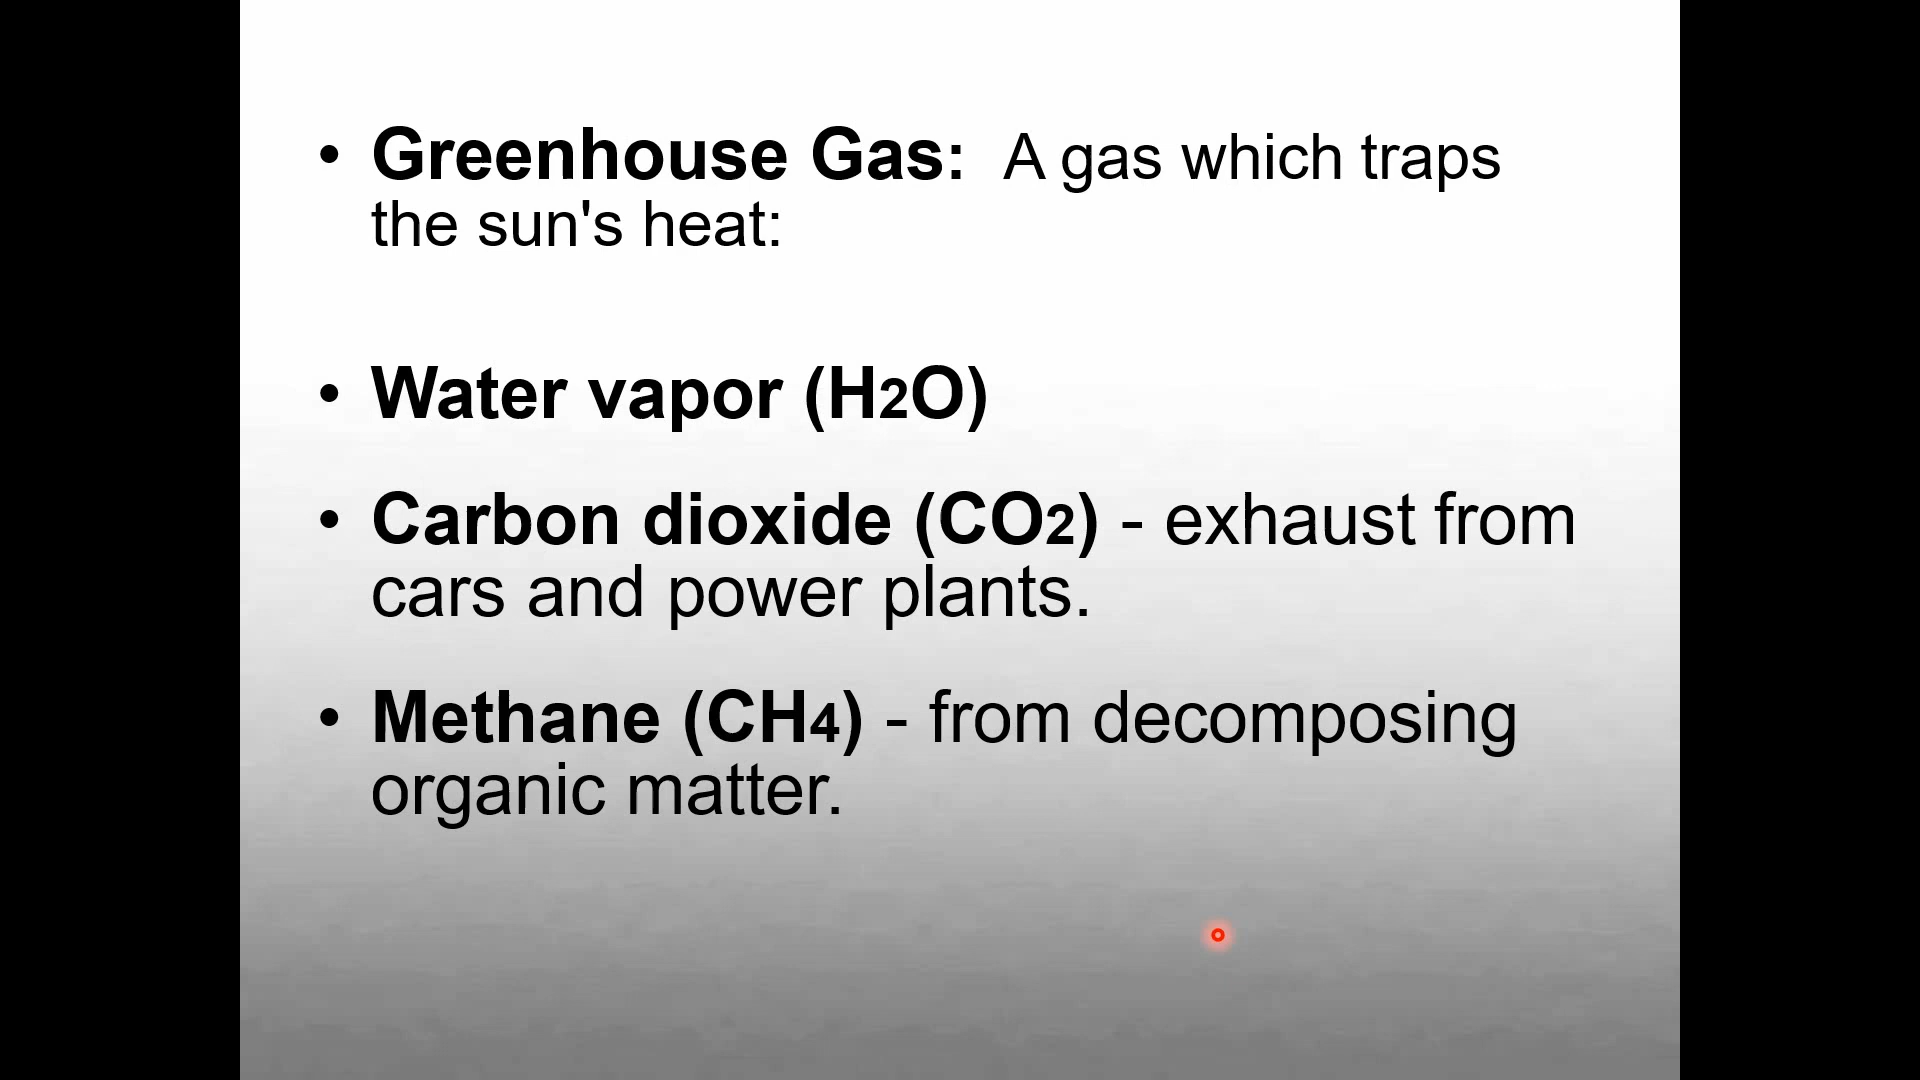 • Greenhouse Gas: A gas which traps
the sun's heat:
• Water vapor (H2O)
• Carbon dioxide (CO2) - exhaust from
cars and power plants.
• Methane (CH4) - from decomposing
organic matter.